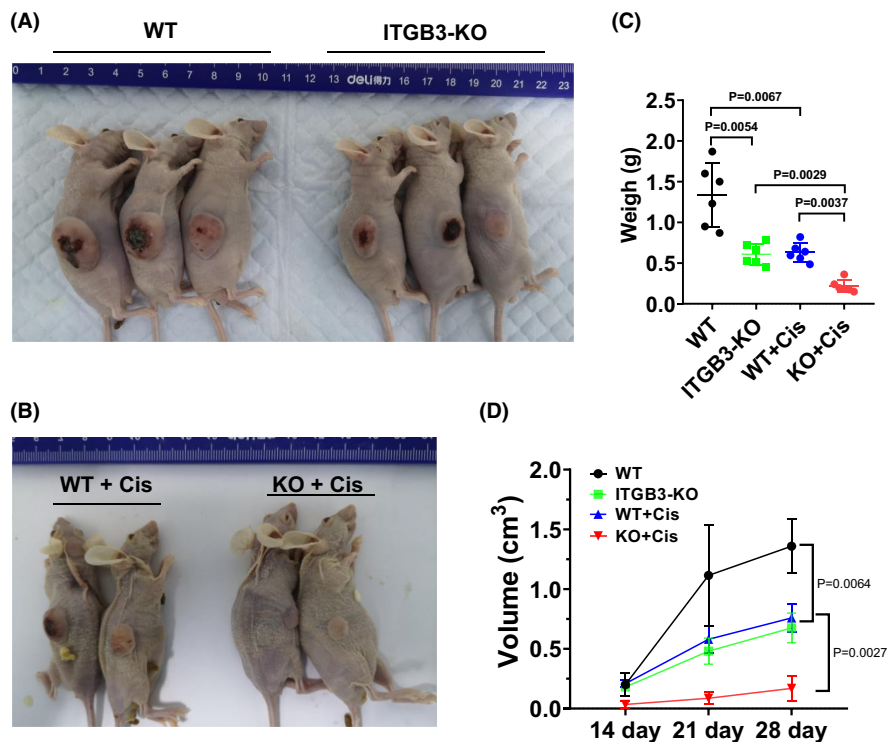 (A)
WT
ITGB3-KO
0 1 2 3 4 5 6 7 8 9 10 11 12 13 deli得力 16 17 18 19 20 21 22 23
(B)
WT + Cis
KO + Cis
(C)
Weigh (g)
2.5
2.0
1.5
1.0
0.5
0.0
P=0.0067
P=0.0054
P=0.0029
P=0.0037
WT
ITGB3-KO
WT+Cis
KO+Cis
(D)
Volume (cm³)
2.0
1.5
1.0
0.5
0.0
WT
ITGB3-KO
WT+Cis
KO+Cis
P=0.0064
P=0.0027
14 day 21 day 28 day